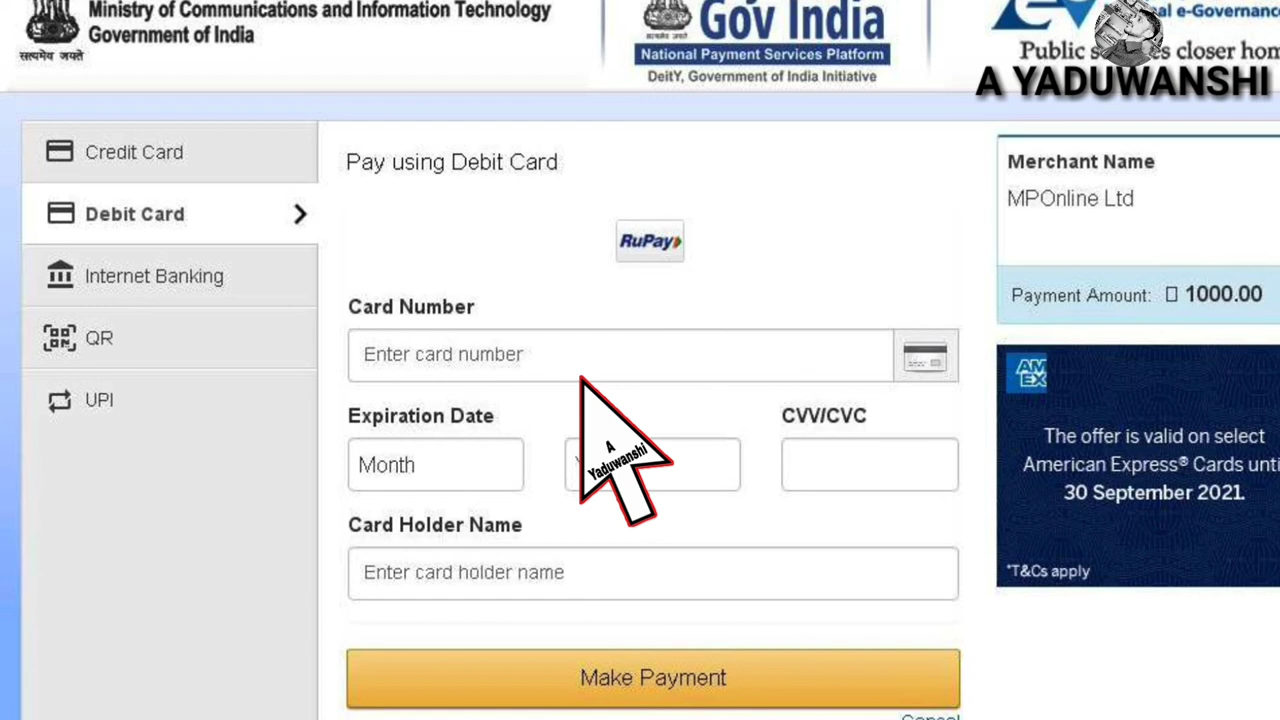 Ministry of Communications and Information Technology
Government of India
सत्यमेव जयते
Gov India
National Payment Services Platform
DeitY, Government of India Initiative
e-Governance
Public closer
A YADUWANSHI
Credit Card
Debit Card
Internet Banking
QR
UPI
Pay using Debit Card
RuPay
Card Number
Enter card number
Expiration Date
CVV/CVC
Month
A
Yaduwanshi
Card Holder Name
Enter card holder name
Make Payment
Cancel
Merchant Name
MPOnline Ltd
Payment Amount: 1000.00
AM
EX
The offer is valid on select
American Express® Cards
30 September 2021.
*T&Cs apply